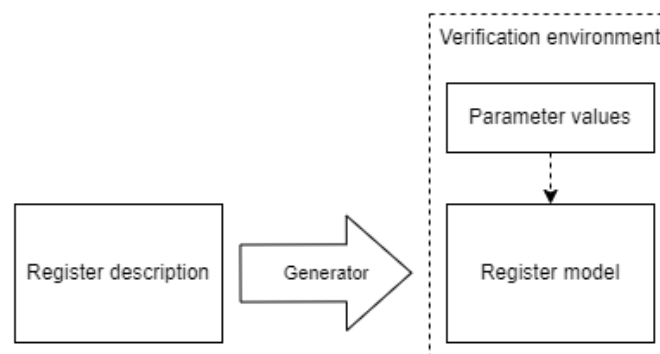 Verification environment
Parameter values
Register description
Generator
Register model